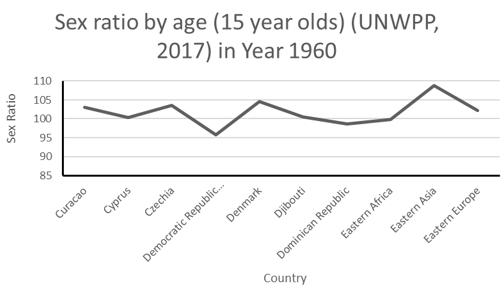 Sex ratio by age (15 year olds) (UNWPP,
2017) in Year 1960
110
105
100
95
90
85
Sex Ratio
Curacao
Cyprus
Czechia
Democratic Republic...
Denmark
Djibouti
Dominican Republic
Eastern Africa
Eastern Asia
Eastern Europe
Country